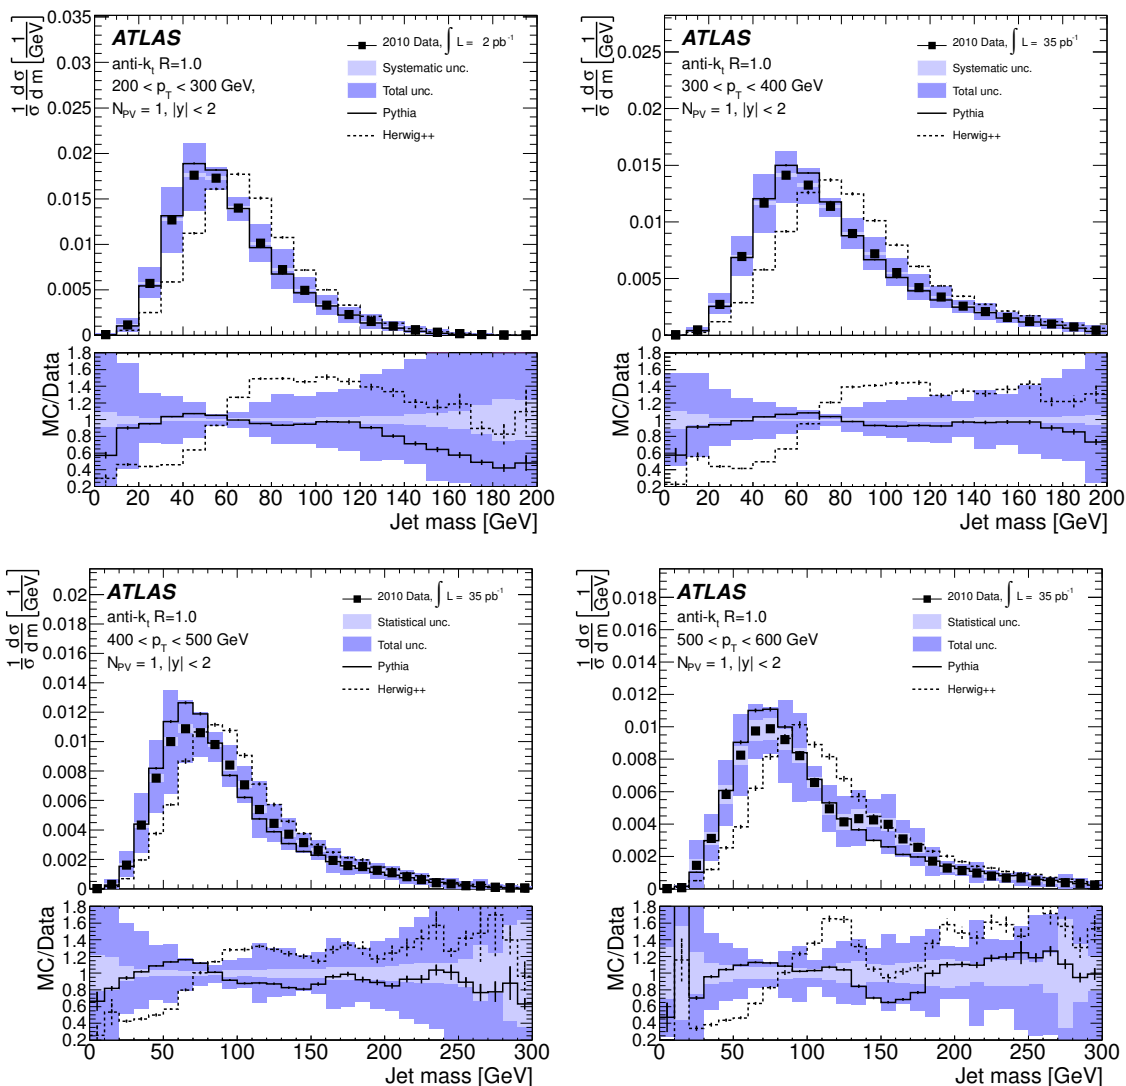 1/σ dσ/dm [1/GeV]
0.035
0.03
0.025
0.02
0.015
0.01
0.005
0
ATLAS
anti-k_t R=1.0
200 < p_T < 300 GeV,
N_PV = 1, |y| < 2
2010 Data, ∫ L = 2 pb⁻¹
Systematic unc.
Total unc.
Pythia
Herwig++
MC/Data
1.8
1.6
1.4
1.2
1
0.8
0.6
0.4
0.2
0 20 40 60 80 100 120 140 160 180 200
Jet mass [GeV]
1/σ dσ/dm [1/GeV]
0.025
0.02
0.015
0.01
0.005
0
ATLAS
anti-k_t R=1.0
300 < p_T < 400 GeV
N_PV = 1, |y| < 2
2010 Data, ∫ L = 35 pb⁻¹
Systematic unc.
Total unc.
Pythia
Herwig++
MC/Data
1.8
1.6
1.4
1.2
1
0.8
0.6
0.4
0.2
0 20 40 60 80 100 120 140 160 180 200
Jet mass [GeV]
1/σ dσ/dm [1/GeV]
0.02
0.018
0.016
0.014
0.012
0.01
0.008
0.006
0.004
0.002
0
ATLAS
anti-k_t R=1.0
400 < p_T < 500 GeV
N_PV = 1, |y| < 2
2010 Data, ∫ L = 35 pb⁻¹
Statistical unc.
Total unc.
Pythia
Herwig++
MC/Data
1.8
1.6
1.4
1.2
1
0.8
0.6
0.4
0.2
0 50 100 150 200 250 300
Jet mass [GeV]
1/σ dσ/dm [1/GeV]
0.018
0.016
0.014
0.012
0.01
0.008
0.006
0.004
0.002
0
ATLAS
anti-k_t R=1.0
500 < p_T < 600 GeV
N_PV = 1, |y| < 2
2010 Data, ∫ L = 35 pb⁻¹
Statistical unc.
Total unc.
Pythia
Herwig++
MC/Data
1.8
1.6
1.4
1.2
1
0.8
0.6
0.4
0.2
0 50 100 150 200 250 300
Jet mass [GeV]